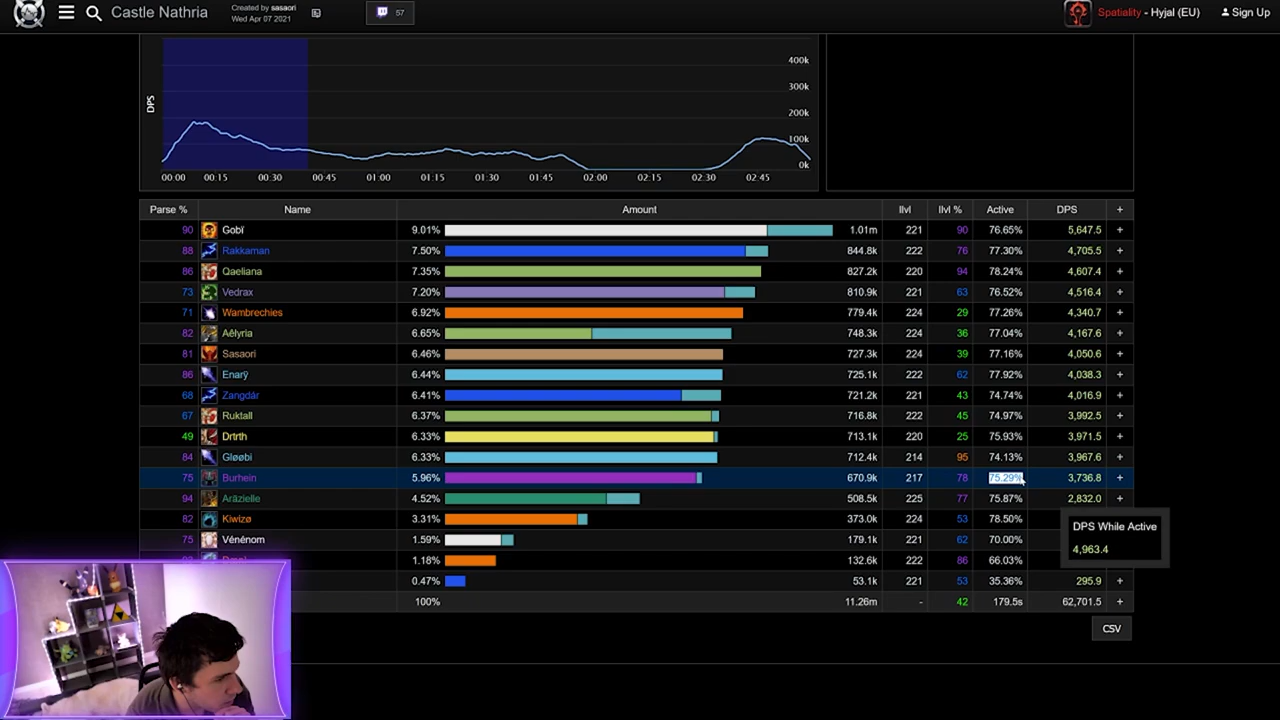 Castle Nathria
Created by sasaori
Wed Apr 07 2021
57
Spatiality - Hyjal (EU)
Sign Up
DPS
400k
300k
200k
100k
0k
00:00 00:15 00:30 00:45 01:00 01:15 01:30 01:45 02:00 02:15 02:30 02:45
Parse % Name Amount Ilvl Ilvl % Active DPS +
90 Gobï 9.01% 1.01m 221 90 76.65% 5,647.5 +
88 Rakkaman 7.50% 844.8k 222 76 77.30% 4,705.5 +
86 Qaeliana 7.35% 827.2k 220 94 78.24% 4,607.4 +
73 Vedrax 7.20% 810.9k 221 63 76.52% 4,516.4 +
71 Wambrechies 6.92% 779.4k 224 29 77.26% 4,340.7 +
82 Aêlyria 6.65% 748.3k 224 36 77.04% 4,167.6 +
81 Sasaori 6.46% 727.3k 224 39 77.16% 4,050.6 +
86 Enarÿ 6.44% 725.1k 222 62 77.92% 4,038.3 +
68 Zangdár 6.41% 721.2k 221 43 74.74% 4,016.9 +
67 Ruktall 6.37% 716.8k 222 45 74.97% 3,992.5 +
49 Drtrth 6.33% 713.1k 220 25 75.93% 3,971.5 +
84 Gløøbi 6.33% 712.4k 214 95 74.13% 3,967.6 +
75 Burhein 5.96% 670.9k 217 78 75.29% 3,736.8 +
94 Aräzielle 4.52% 508.5k 225 77 75.87% 2,832.0 +
82 Kiwizø 3.31% 373.0k 224 53 78.50%
75 Vénénom 1.59% 179.1k 221 62 70.00%
1.18% 132.6k 222 86 66.03%
0.47% 53.1k 221 53 35.36% 295.9 +
100% 11.26m - 42 179.5s 62,701.5 +
DPS While Active
4,963.4
CSV